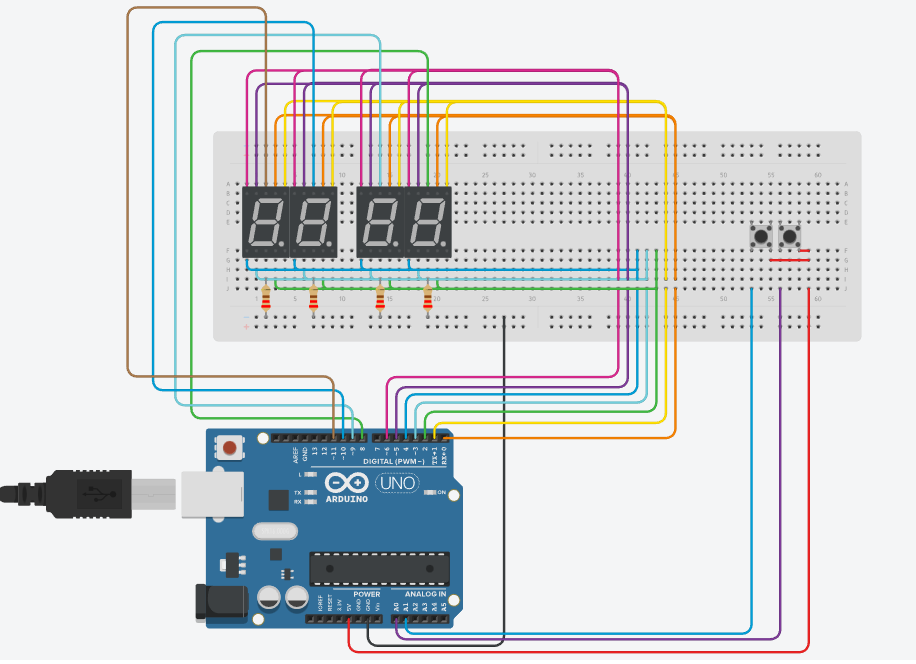 10 15 20 25 30 35 40 45 50 55 60
A A
B B
C C
D D
E E
F F
G G
H H
I I
J J
1 5 10 15 20 25 30 35 40 45 50 55 60
AREF
GND
13
12
~11
~10
~9
8
7
~6
~5
4
~3
2
TX→1
RX←0
DIGITAL (PWM~)
L
TX
RX
ARDUINO
UNO
ON
POWER
ANALOG IN
IOREF
RESET
3.3V
5V
GND
GND
Vin
A0
A1
A2
A3
A4
A5